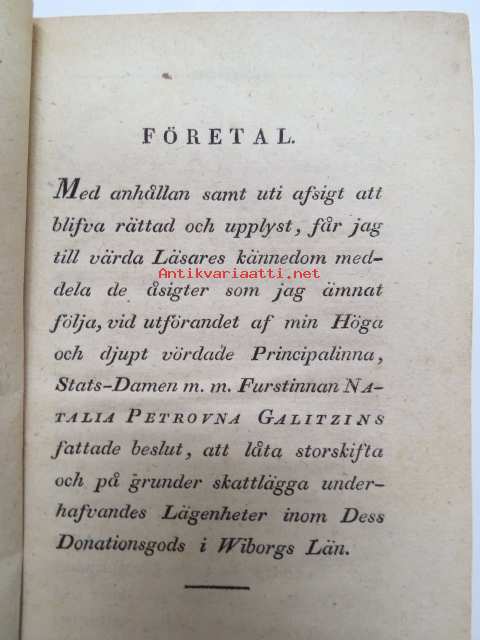 FÖRETAL.
Med anhållan samt uti afsigt att
blifva rättad och upplyst, får jag
till värda Läsares kännedom med-
Antikvariaatti.net
dela de åsigter som jag ämnat
följa, vid utförandet af min Höga
och djupt vördade Principalinna,
Stats-Damen m. m. Furstinnan NA-
TALIA PETROVNA GALITZINS
fattade beslut, att låta storskifta
och på grunder skattlägga under-
hafvandes Lägenheter inom Dess
Donationsgods i Wiborgs Län.